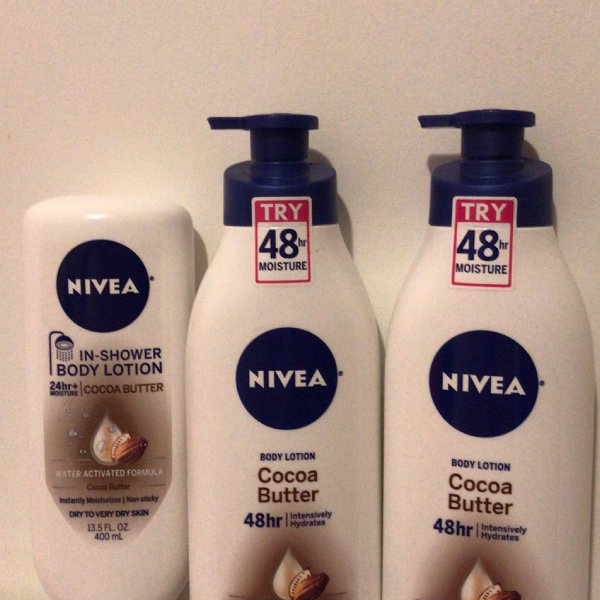 NIVEA
IN-SHOWER
BODY LOTION
24hr+
MOISTURE
COCOA BUTTER
WATER ACTIVATED FORMULA
Cocoa Butter
Instantly Moisturizes | Non-sticky
DRY TO VERY DRY SKIN
13.5 FL. OZ.
400 mL
TRY
48hr
MOISTURE
NIVEA
BODY LOTION
Cocoa
Butter
48hr | Intensively
Hydrates
TRY
48hr
MOISTURE
NIVEA
BODY LOTION
Cocoa
Butter
48hr | Intensively
Hydrates